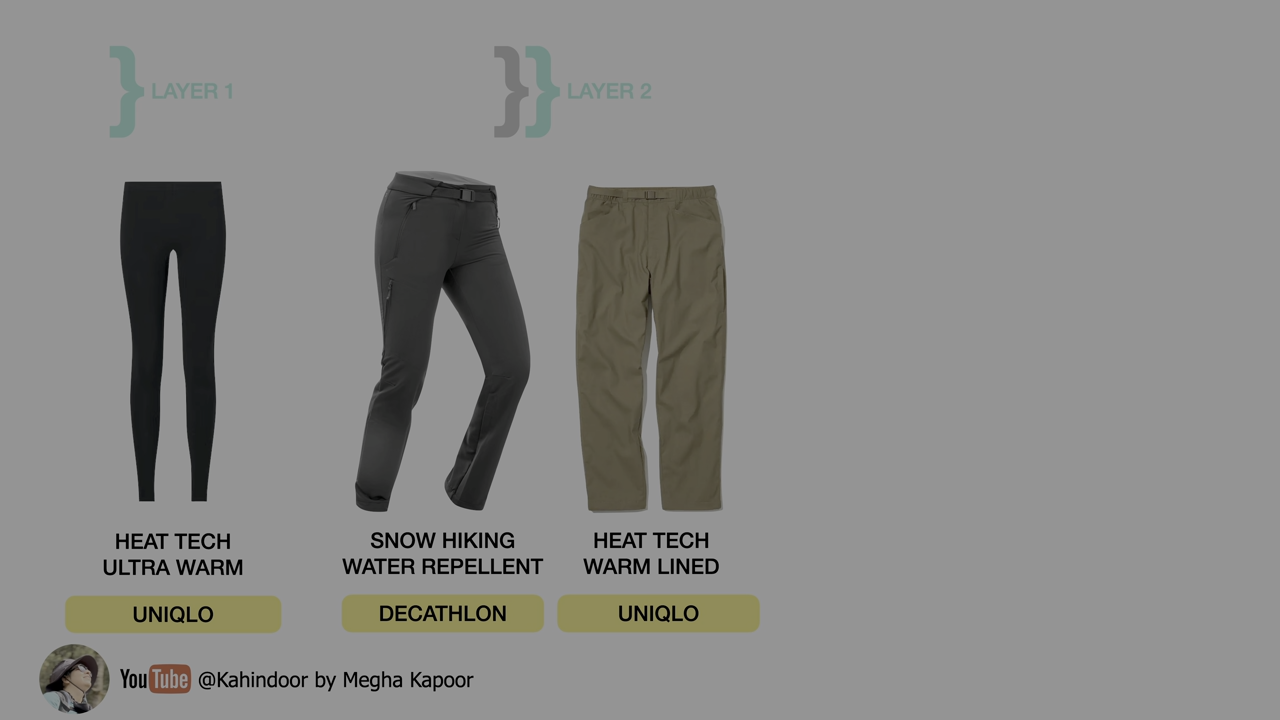 LAYER 1
LAYER 2
HEAT TECH
ULTRA WARM
UNIQLO
SNOW HIKING
WATER REPELLENT
DECATHLON
HEAT TECH
WARM LINED
UNIQLO
YouTube @Kahindoor by Megha Kapoor